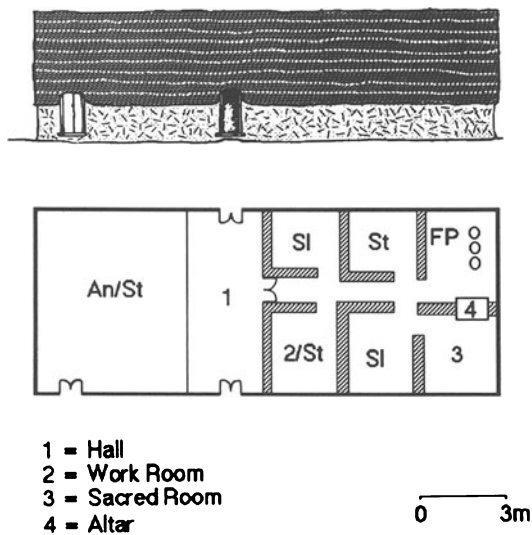 Sl St FP
An/St 1
4
2/St Sl 3
1 = Hall
2 = Work Room
3 = Sacred Room
4 = Altar
0 3m